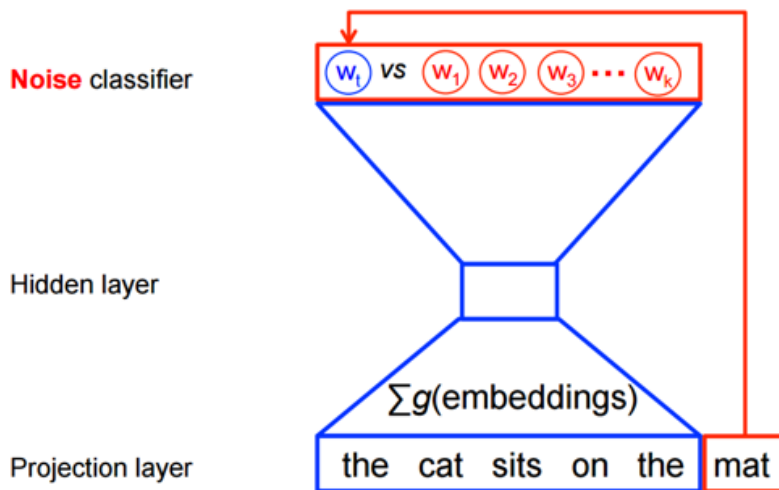 Noise classifier
wt vs w1 w2 w3 ... wk
Hidden layer
∑g(embeddings)
Projection layer
the cat sits on the mat